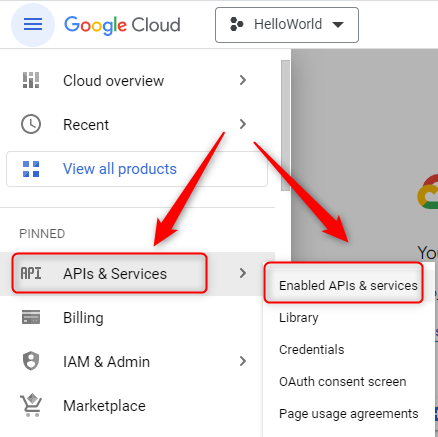 Google Cloud
HelloWorld
Cloud overview
Recent
View all products
PINNED
API
APIs & Services
Enabled APIs & services
Billing
Library
IAM & Admin
Credentials
OAuth consent screen
Marketplace
Page usage agreements